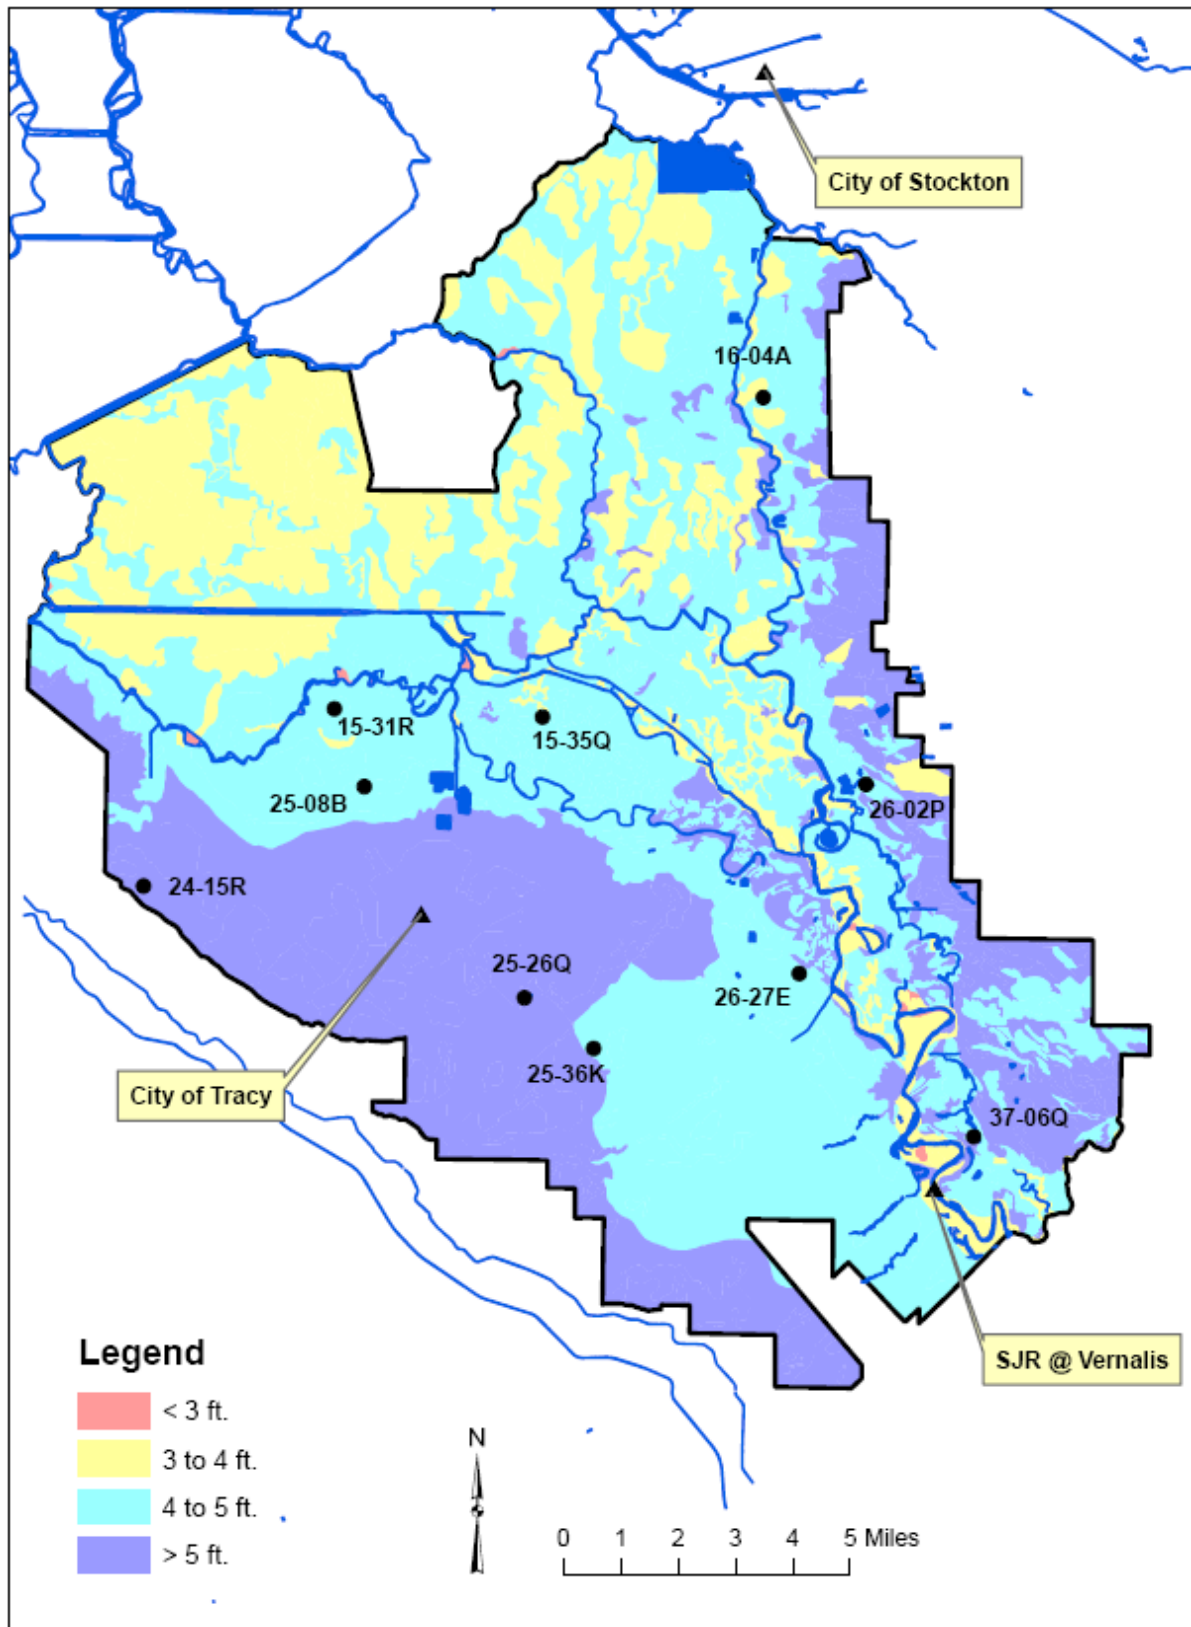 City of Stockton
16-04A
15-31R
15-35Q
25-08B
26-02P
24-15R
25-26Q
26-27E
25-36K
City of Tracy
37-06Q
SJR @ Vernalis
Legend
< 3 ft.
3 to 4 ft.
4 to 5 ft.
> 5 ft.
N
0 1 2 3 4 5 Miles